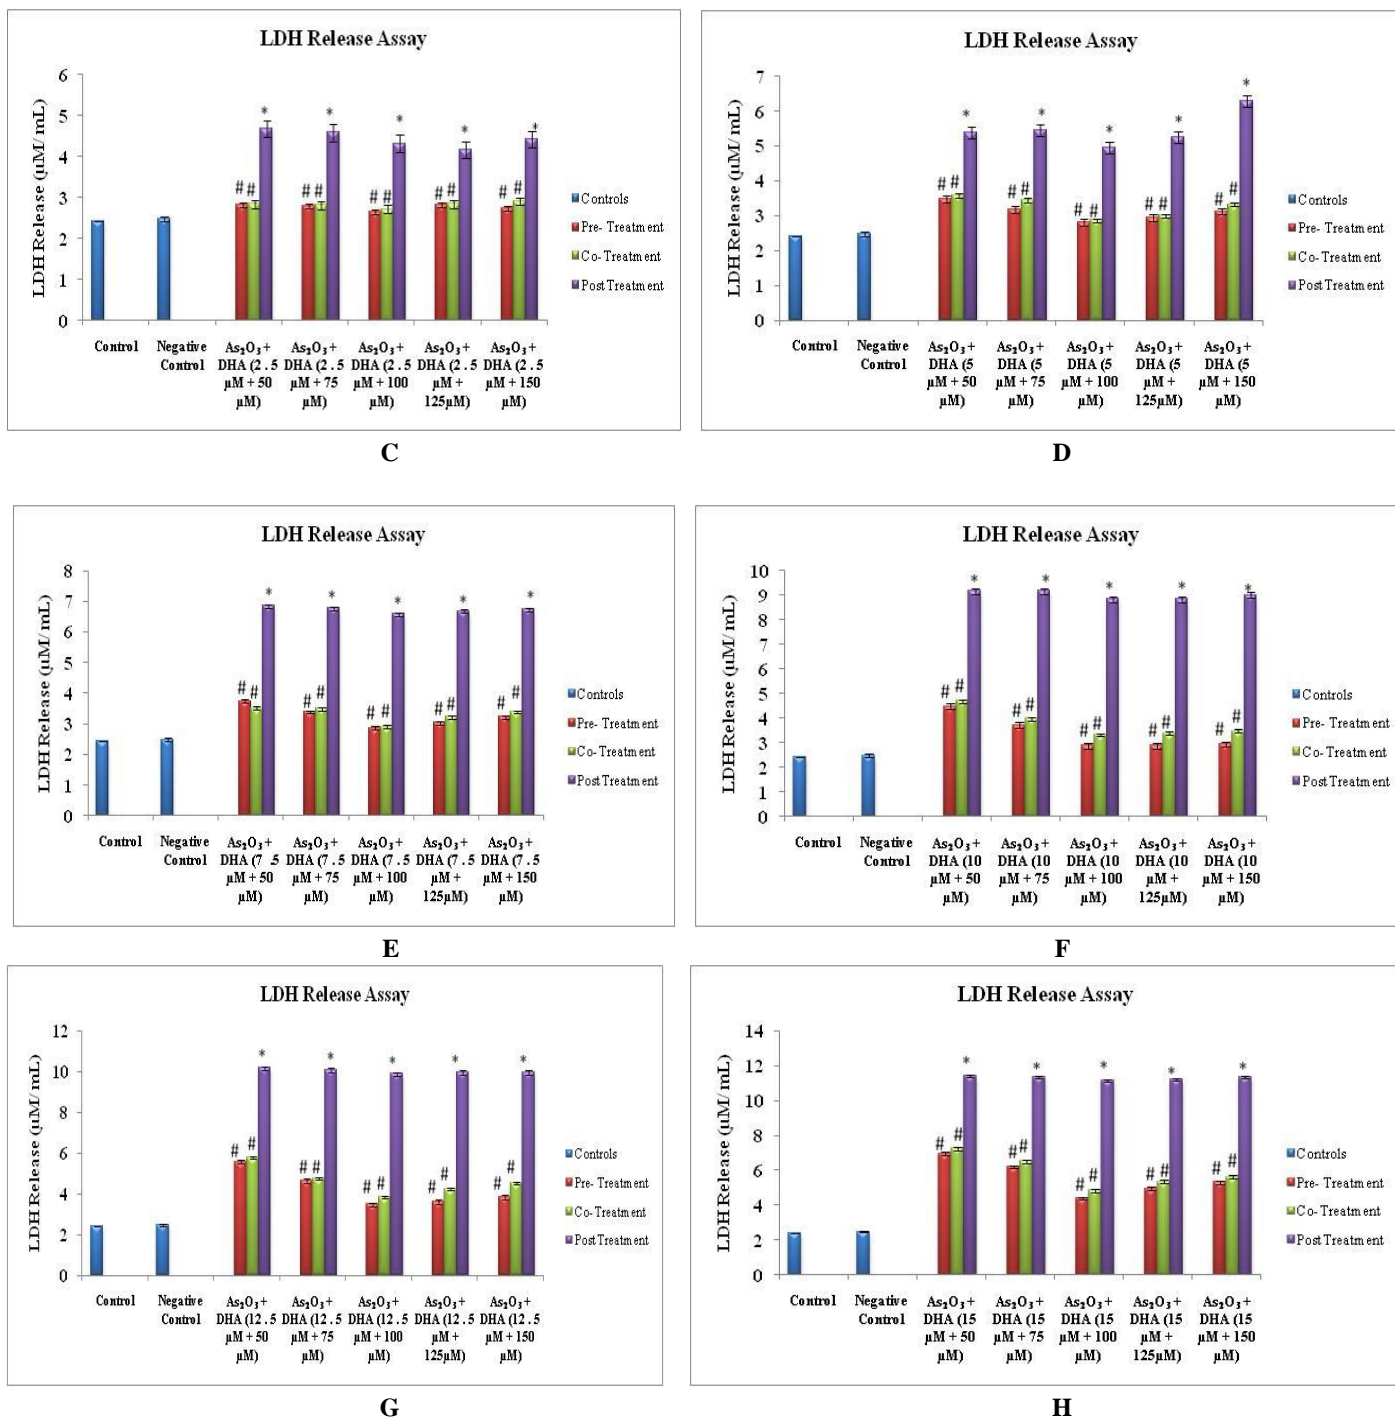 LDH Release Assay
LDH Release (µM/ mL)
6
5
4
3
2
1
0
*
*
*
*
*
# #
# #
# #
# #
# #
Control
Negative
Control
As₂O₃ +
DHA (2 . 5
µM + 50
µM)
As₂O₃ +
DHA (2 . 5
µM + 75
µM)
As₂O₃ +
DHA (2 . 5
µM + 100
µM)
As₂O₃ +
DHA (2 . 5
µM +
125µM)
As₂O₃ +
DHA (2 . 5
µM + 150
µM)
Controls
Pre- Treatment
Co- Treatment
Post Treatment
C
LDH Release Assay
LDH Release (µM/ mL)
7
6
5
4
3
2
1
0
*
*
*
*
*
# #
# #
# #
# #
# #
Control
Negative
Control
As₂O₃ +
DHA (5
µM + 50
µM)
As₂O₃ +
DHA (5
µM + 75
µM)
As₂O₃ +
DHA (5
µM + 100
µM)
As₂O₃ +
DHA (5
µM +
125µM)
As₂O₃ +
DHA (5
µM + 150
µM)
Controls
Pre- Treatment
Co- Treatment
Post Treatment
D
LDH Release Assay
LDH Release (µM/ mL)
8
7
6
5
4
3
2
1
0
*
*
*
*
*
# #
# #
# #
# #
# #
Control
Negative
Control
As₂O₃ +
DHA (7 .5
µM + 50
µM)
As₂O₃ +
DHA (7 . 5
µM + 75
µM)
As₂O₃ +
DHA (7 . 5
µM + 100
µM)
As₂O₃ +
DHA (7 . 5
µM +
125µM)
As₂O₃ +
DHA (7 . 5
µM + 150
µM)
Controls
Pre- Treatment
Co- Treatment
Post Treatment
E
LDH Release Assay
LDH Release (µM/ mL)
10
9
8
7
6
5
4
3
2
1
0
*
*
*
*
*
# #
# #
# #
# #
# #
Control
Negative
Control
As₂O₃ +
DHA (10
µM + 50
µM)
As₂O₃ +
DHA (10
µM + 75
µM)
As₂O₃ +
DHA (10
µM + 100
µM)
As₂O₃ +
DHA (10
µM +
125µM)
As₂O₃ +
DHA (10
µM + 150
µM)
Controls
Pre- Treatment
Co- Treatment
Post Treatment
F
LDH Release Assay
LDH Release (µM/ mL)
12
10
8
6
4
2
0
*
*
*
*
*
# #
# #
# #
# #
# #
Control
Negative
Control
As₂O₃ +
DHA (12 . 5
µM + 50
µM)
As₂O₃ +
DHA (12 . 5
µM + 75
µM)
As₂O₃ +
DHA (12 . 5
µM + 100
µM)
As₂O₃ +
DHA (12 . 5
µM +
125µM)
As₂O₃ +
DHA (12 . 5
µM + 150
µM)
Controls
Pre- Treatment
Co- Treatment
Post Treatment
G
LDH Release Assay
LDH Release (µM/ mL)
14
12
10
8
6
4
2
0
*
*
*
*
*
# #
# #
# #
# #
# #
Control
Negative
Control
As₂O₃ +
DHA (15
µM + 50
µM)
As₂O₃ +
DHA (15
µM + 75
µM)
As₂O₃ +
DHA (15
µM + 100
µM)
As₂O₃ +
DHA (15
µM +
125µM)
As₂O₃ +
DHA (15
µM + 150
µM)
Controls
Pre- Treatment
Co- Treatment
Post Treatment
H